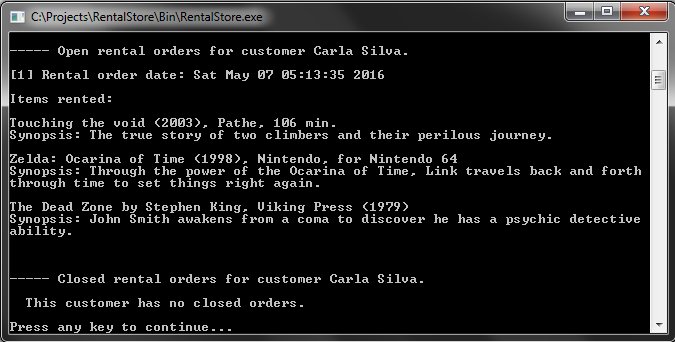 C:\Projects\RentalStore\Bin\RentalStore.exe
----- Open rental orders for customer Carla Silva.
[1] Rental order date: Sat May 07 05:13:35 2016
Items rented:
Touching the void (2003), Pathe, 106 min.
Synopsis: The true story of two climbers and their perilous journey.
Zelda: Ocarina of Time (1998), Nintendo, for Nintendo 64
Synopsis: Through the power of the Ocarina of Time, Link travels back and forth
through time to set things right again.
The Dead Zone by Stephen King, Viking Press (1979)
Synopsis: John Smith awakens from a coma to discover he has a psychic detective
ability.
----- Closed rental orders for customer Carla Silva.
This customer has no closed orders.
Press any key to continue...